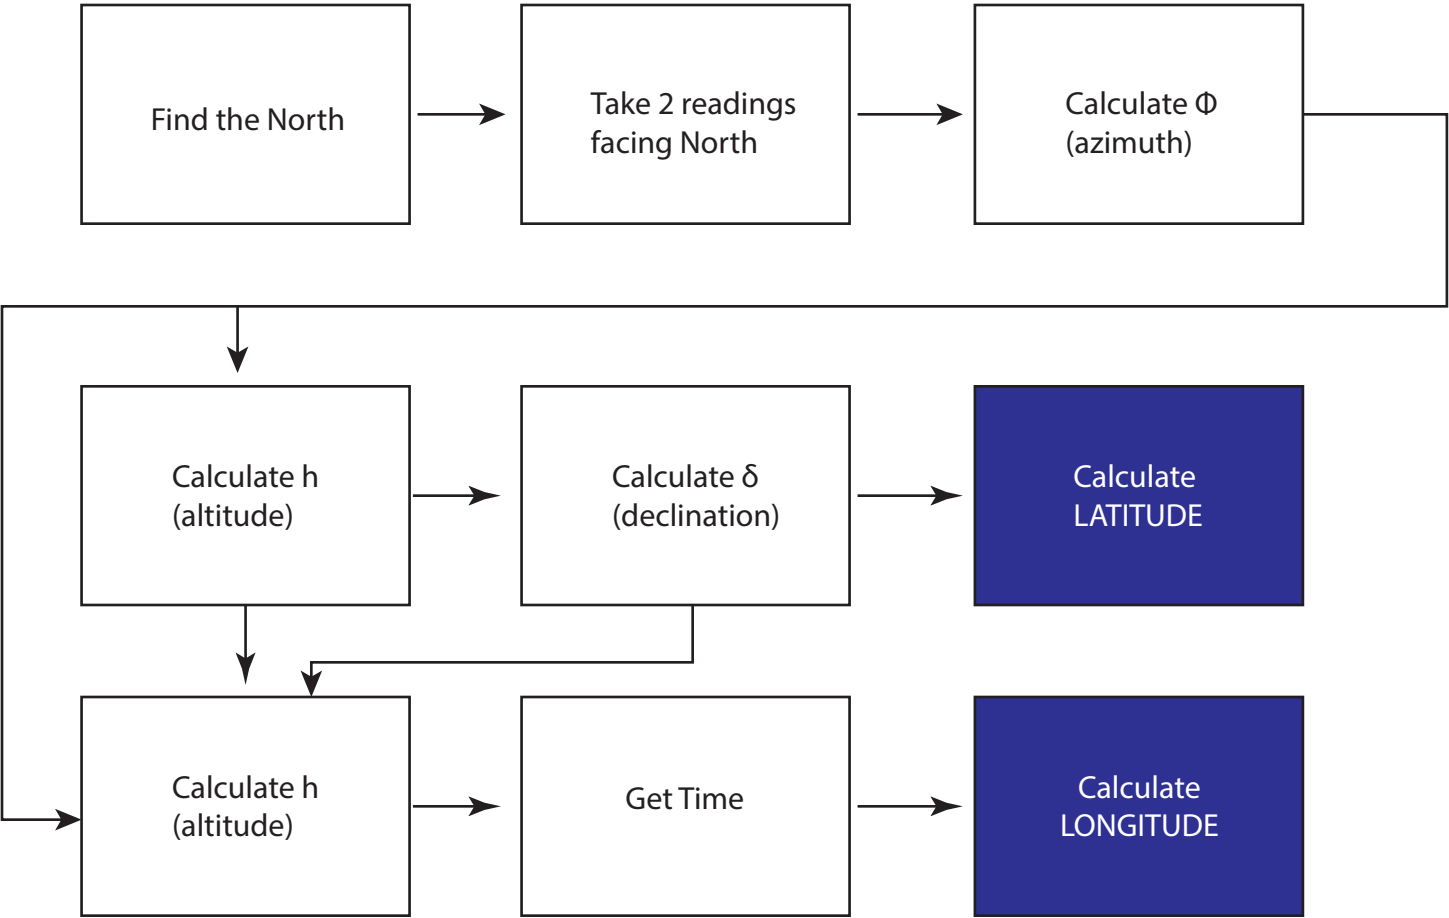 Find the North
Take 2 readings
facing North
Calculate Φ
(azimuth)
Calculate h
(altitude)
Calculate δ
(declination)
Calculate
LATITUDE
Calculate h
(altitude)
Get Time
Calculate
LONGITUDE